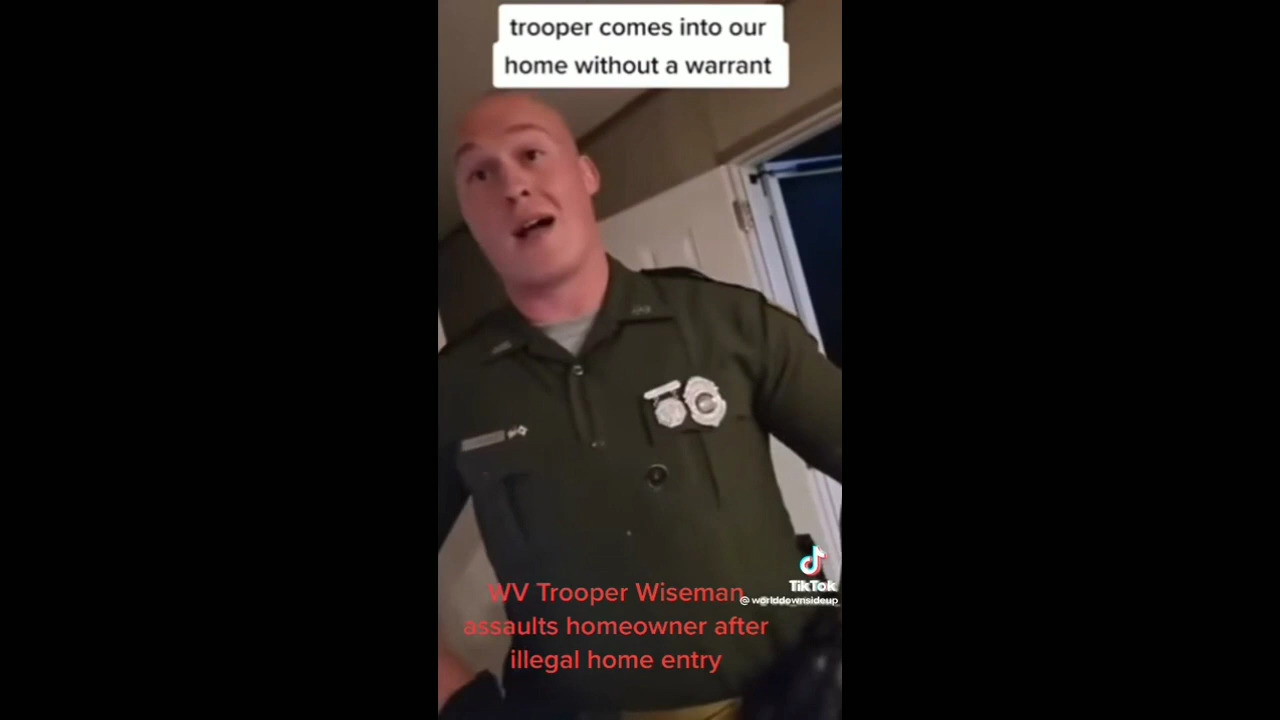 trooper comes into our
home without a warrant
TikTok
@ worlddownsideup
WV Trooper Wiseman
assaults homeowner after
illegal home entry